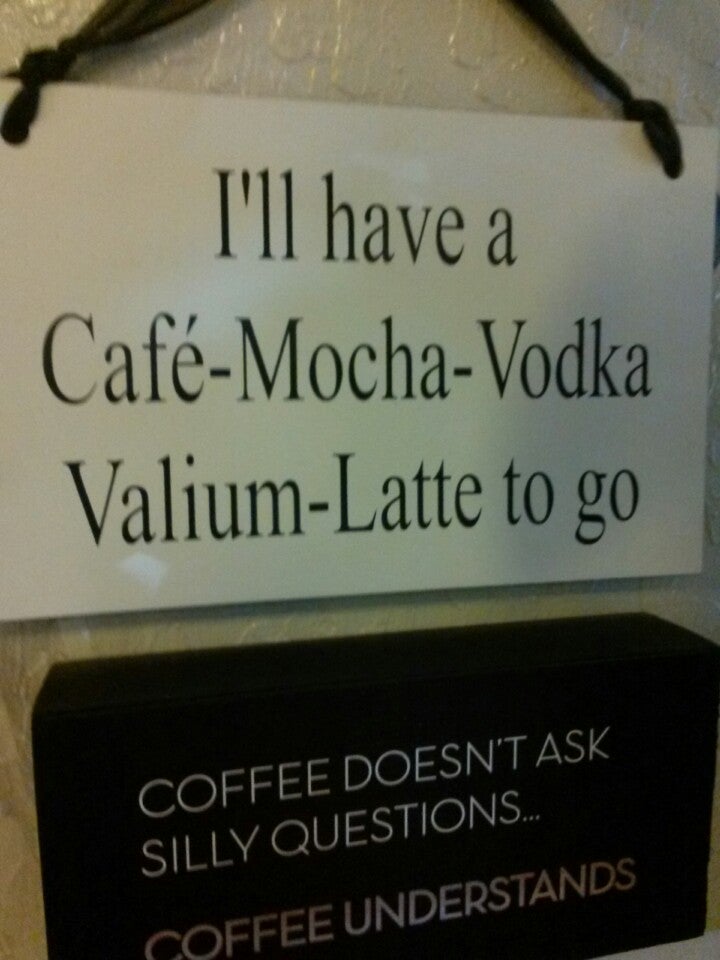 I'll have a
Café-Mocha-Vodka
Valium-Latte to go
COFFEE DOESN'T ASK
SILLY QUESTIONS...
COFFEE UNDERSTANDS